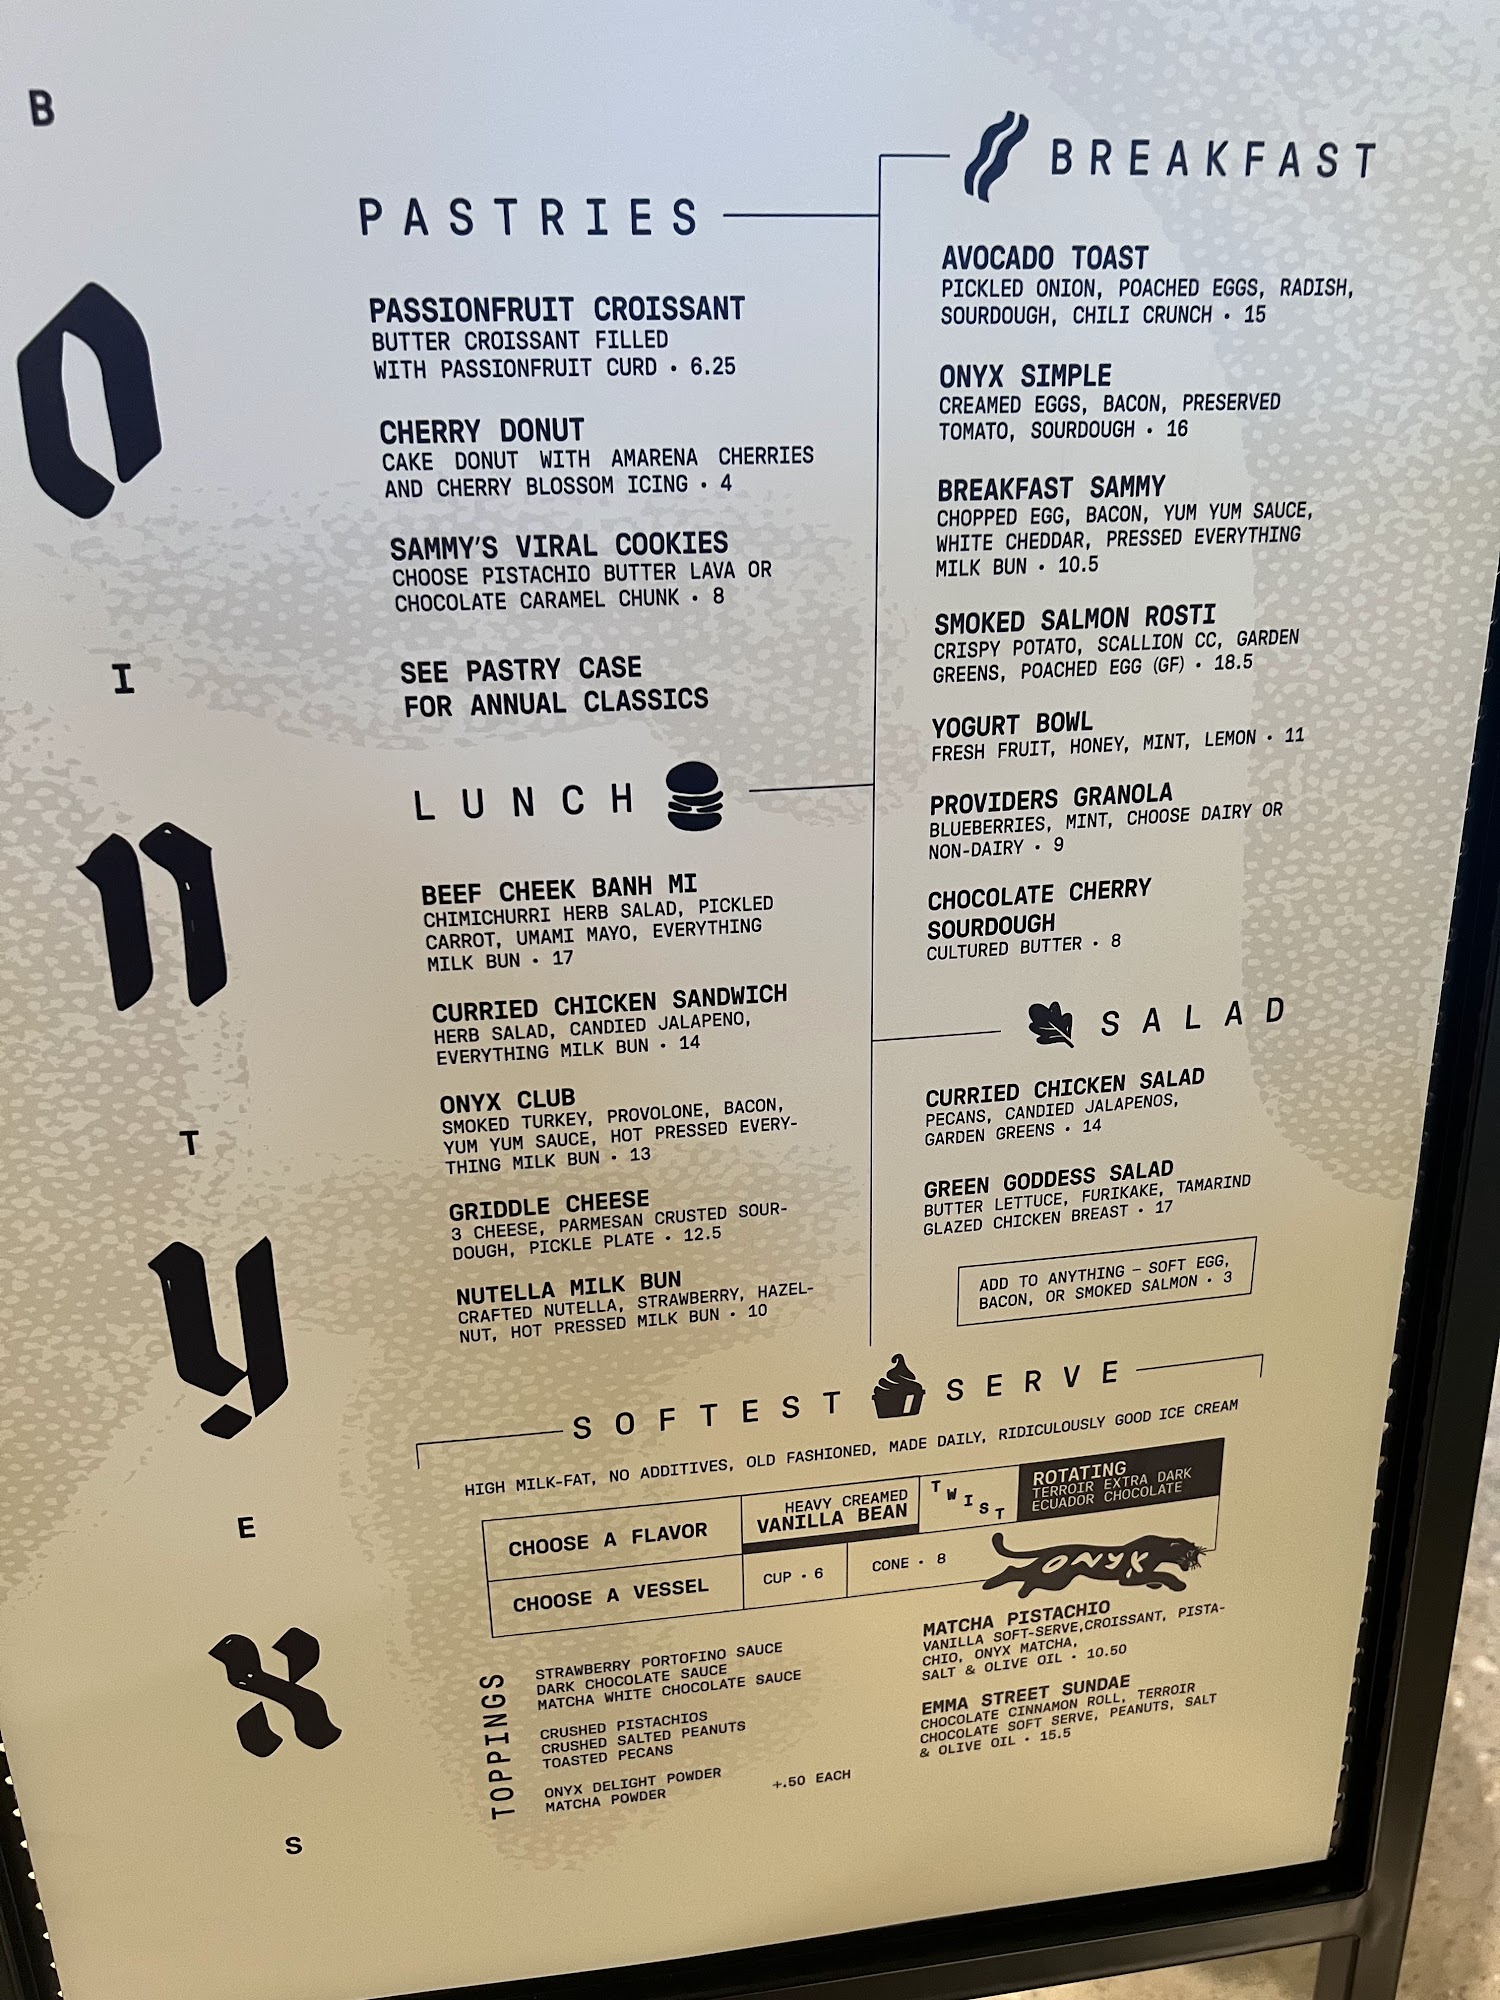 B
O
I
n
T
y
E
x
S
PASTRIES
PASSIONFRUIT CROISSANT
BUTTER CROISSANT FILLED
WITH PASSIONFRUIT CURD • 6.25
CHERRY DONUT
CAKE DONUT WITH AMARENA CHERRIES
AND CHERRY BLOSSOM ICING • 4
SAMMY'S VIRAL COOKIES
CHOOSE PISTACHIO BUTTER LAVA OR
CHOCOLATE CARAMEL CHUNK • 8
SEE PASTRY CASE
FOR ANNUAL CLASSICS
LUNCH
BEEF CHEEK BANH MI
CHIMICHURRI HERB SALAD, PICKLED
CARROT, UMAMI MAYO, EVERYTHING
MILK BUN • 17
CURRIED CHICKEN SANDWICH
HERB SALAD, CANDIED JALAPENO,
EVERYTHING MILK BUN • 14
ONYX CLUB
SMOKED TURKEY, PROVOLONE, BACON,
YUM YUM SAUCE, HOT PRESSED EVERY-
THING MILK BUN • 13
GRIDDLE CHEESE
3 CHEESE, PARMESAN CRUSTED SOUR-
DOUGH, PICKLE PLATE • 12.5
NUTELLA MILK BUN
CRAFTED NUTELLA, STRAWBERRY, HAZEL-
NUT, HOT PRESSED MILK BUN • 10
BREAKFAST
AVOCADO TOAST
PICKLED ONION, POACHED EGGS, RADISH,
SOURDOUGH, CHILI CRUNCH • 15
ONYX SIMPLE
CREAMED EGGS, BACON, PRESERVED
TOMATO, SOURDOUGH • 16
BREAKFAST SAMMY
CHOPPED EGG, BACON, YUM YUM SAUCE,
WHITE CHEDDAR, PRESSED EVERYTHING
MILK BUN • 10.5
SMOKED SALMON ROSTI
CRISPY POTATO, SCALLION CC, GARDEN
GREENS, POACHED EGG (GF) • 18.5
YOGURT BOWL
FRESH FRUIT, HONEY, MINT, LEMON • 11
PROVIDERS GRANOLA
BLUEBERRIES, MINT, CHOOSE DAIRY OR
NON-DAIRY • 9
CHOCOLATE CHERRY
SOURDOUGH
CULTURED BUTTER • 8
SALAD
CURRIED CHICKEN SALAD
PECANS, CANDIED JALAPENOS,
GARDEN GREENS • 14
GREEN GODDESS SALAD
BUTTER LETTUCE, FURIKAKE, TAMARIND
GLAZED CHICKEN BREAST • 17
ADD TO ANYTHING – SOFT EGG,
BACON, OR SMOKED SALMON • 3
SOFTEST SERVE
HIGH MILK-FAT, NO ADDITIVES, OLD FASHIONED, MADE DAILY, RIDICULOUSLY GOOD ICE CREAM
CHOOSE A FLAVOR
HEAVY CREAMED
VANILLA BEAN
TWIST
ROTATING
TERROIR EXTRA DARK
ECUADOR CHOCOLATE
CHOOSE A VESSEL
CUP • 6
CONE • 8
ONYX
TOPPINGS
STRAWBERRY PORTOFINO SAUCE
DARK CHOCOLATE SAUCE
MATCHA WHITE CHOCOLATE SAUCE
CRUSHED PISTACHIOS
CRUSHED SALTED PEANUTS
TOASTED PECANS
ONYX DELIGHT POWDER
MATCHA POWDER
+.50 EACH
MATCHA PISTACHIO
VANILLA SOFT-SERVE,CROISSANT, PISTA-
CHIO, ONYX MATCHA,
SALT & OLIVE OIL • 10.50
EMMA STREET SUNDAE
CHOCOLATE CINNAMON ROLL, TERROIR
CHOCOLATE SOFT SERVE, PEANUTS, SALT
& OLIVE OIL • 15.5